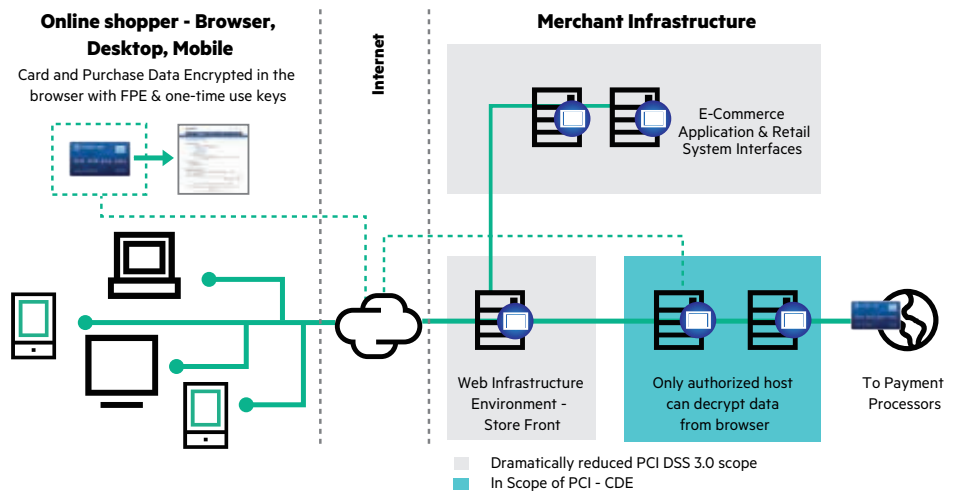 Online shopper - Browser,
Desktop, Mobile
Card and Purchase Data Encrypted in the
browser with FPE & one-time use keys
Internet
Merchant Infrastructure
E-Commerce
Application & Retail
System Interfaces
Web Infrastructure
Environment -
Store Front
Only authorized host
can decrypt data
from browser
To Payment
Processors
Dramatically reduced PCI DSS 3.0 scope
In Scope of PCI - CDE